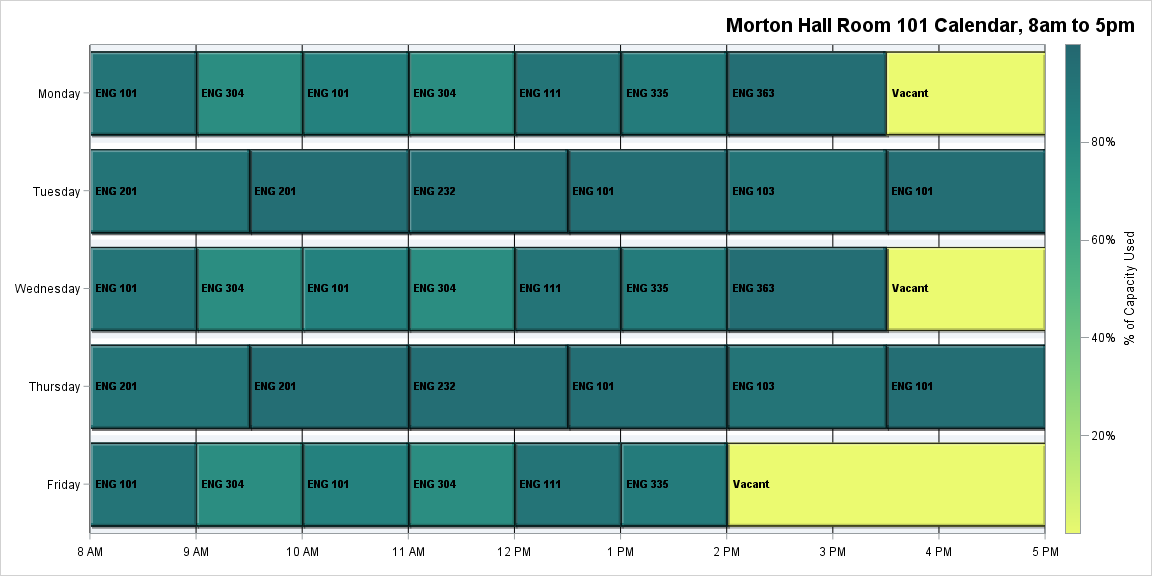 Morton Hall Room 101 Calendar, 8am to 5pm
Monday ENG 101 ENG 304 ENG 101 ENG 304 ENG 111 ENG 335 ENG 363 Vacant
Tuesday ENG 201 ENG 201 ENG 232 ENG 101 ENG 103 ENG 101
Wednesday ENG 101 ENG 304 ENG 101 ENG 304 ENG 111 ENG 335 ENG 363 Vacant
Thursday ENG 201 ENG 201 ENG 232 ENG 101 ENG 103 ENG 101
Friday ENG 101 ENG 304 ENG 101 ENG 304 ENG 111 ENG 335 Vacant
8 AM 9 AM 10 AM 11 AM 12 PM 1 PM 2 PM 3 PM 4 PM 5 PM
80%
60%
40%
20%
% of Capacity Used